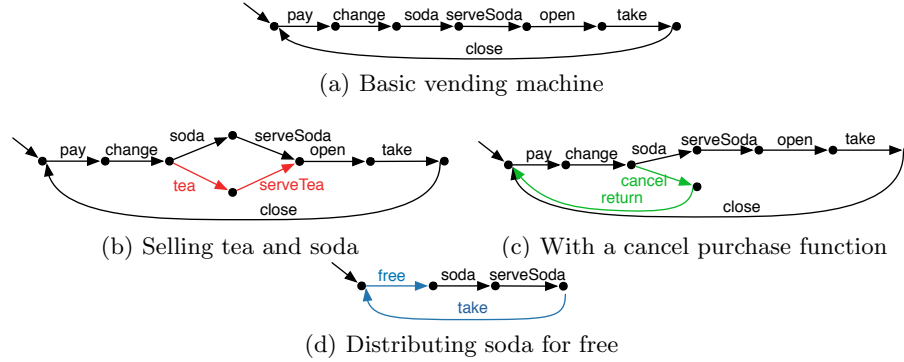 pay change soda serveSoda open take
close
(a) Basic vending machine
pay change soda serveSoda open take
tea serveTea
close
(b) Selling tea and soda
pay change soda serveSoda open take
cancel
return
close
(c) With a cancel purchase function
free soda serveSoda
take
(d) Distributing soda for free